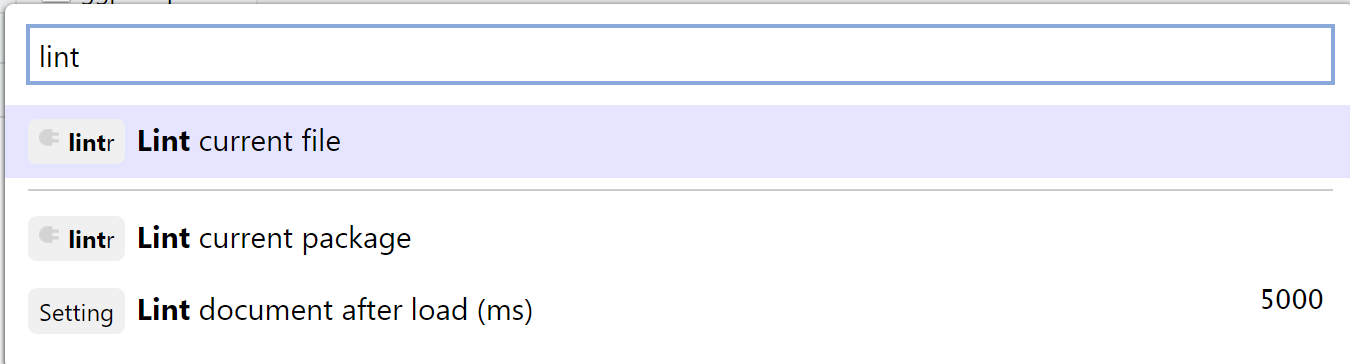 lint
lintr Lint current file
lintr Lint current package
Setting Lint document after load (ms) 5000